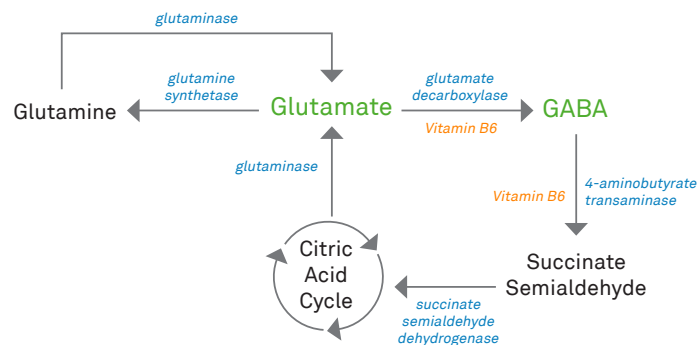 glutaminase
glutamine
synthetase
Glutamine
Glutamate
glutamate
decarboxylase
Vitamin B6
GABA
glutaminase
Vitamin B6
4-aminobutyrate
transaminase
Citric
Acid
Cycle
Succinate
Semialdehyde
succinate
semialdehyde
dehydrogenase